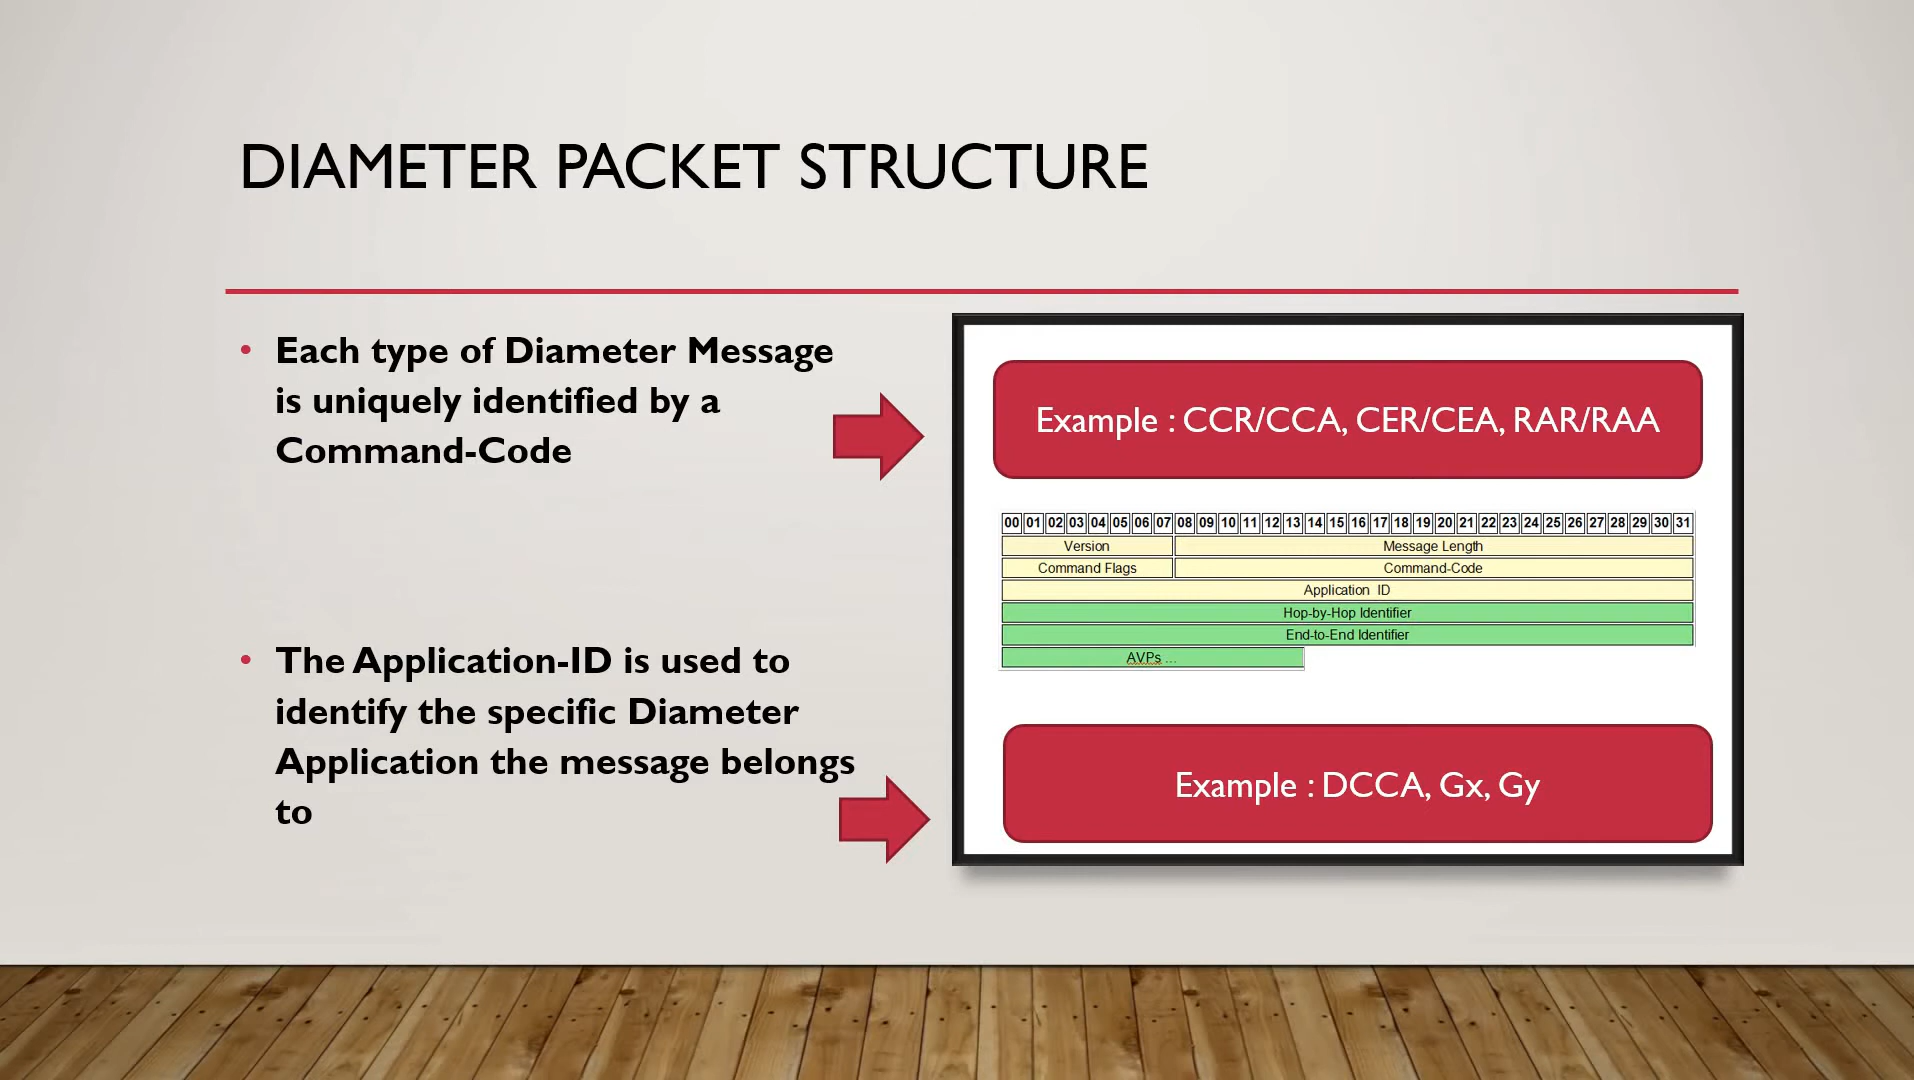 DIAMETER PACKET STRUCTURE
• Each type of Diameter Message
is uniquely identified by a
Command-Code
• The Application-ID is used to
identify the specific Diameter
Application the message belongs
to
Example : CCR/CCA, CER/CEA, RAR/RAA
00 01 02 03 04 05 06 07 08 09 10 11 12 13 14 15 16 17 18 19 20 21 22 23 24 25 26 27 28 29 30 31
Version Message Length
Command Flags Command-Code
Application ID
Hop-by-Hop Identifier
End-to-End Identifier
AVPs ...
Example : DCCA, Gx, Gy